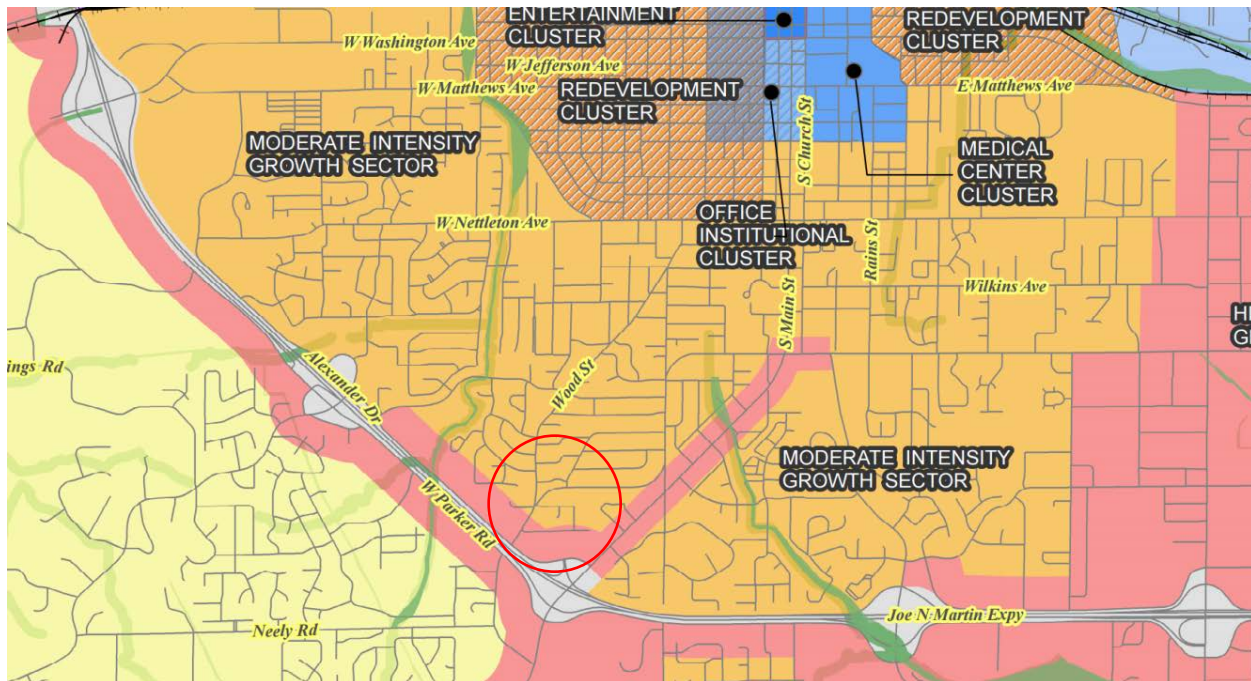 ENTERTAINMENT
CLUSTER
REDEVELOPMENT
CLUSTER
W Washington Ave
W Jefferson Ave
W Matthews Ave
REDEVELOPMENT
CLUSTER
E Matthews Ave
S Church St
MODERATE INTENSITY
GROWTH SECTOR
MEDICAL
CENTER
CLUSTER
W Nettleton Ave
OFFICE
INSTITUTIONAL
CLUSTER
Rains St
Wilkins Ave
S Main St
ings Rd
Alexander Dr
Wood St
MODERATE INTENSITY
GROWTH SECTOR
W Parker Rd
Neely Rd
Joe N Martin Expy